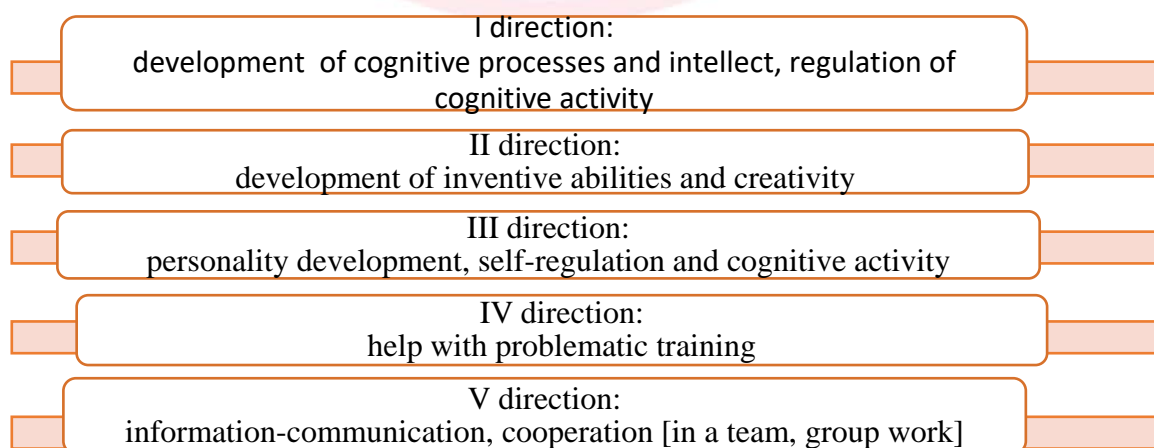 I direction:
development of cognitive processes and intellect, regulation of
cognitive activity
II direction:
development of inventive abilities and creativity
III direction:
personality development, self-regulation and cognitive activity
IV direction:
help with problematic training
V direction:
information-communication, cooperation [in a team, group work]